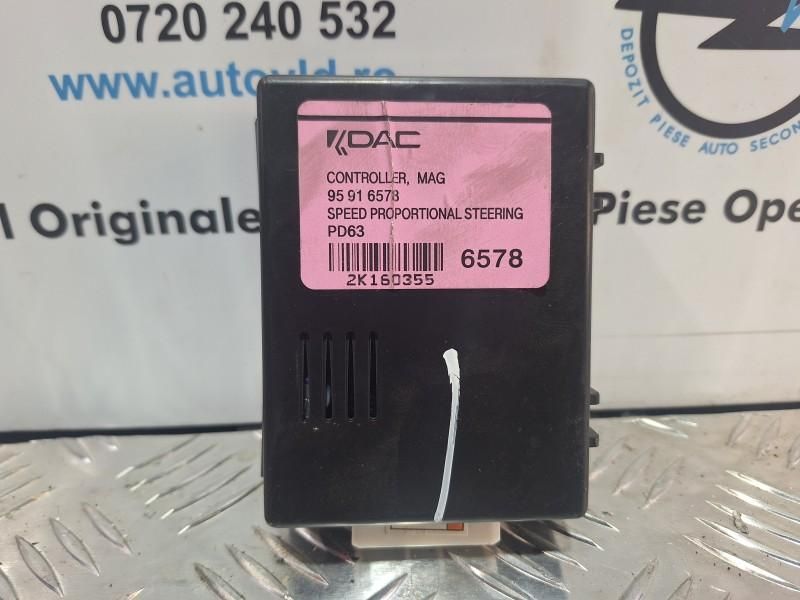 0720 240 532
www.autovld.ro
DEPOZIT PIESE AUTO SECON
l Originale
Piese Ope
KDAC
CONTROLLER, MAG
95 91 6578
SPEED PROPORTIONAL STEERING
PD63
6578
2K160355